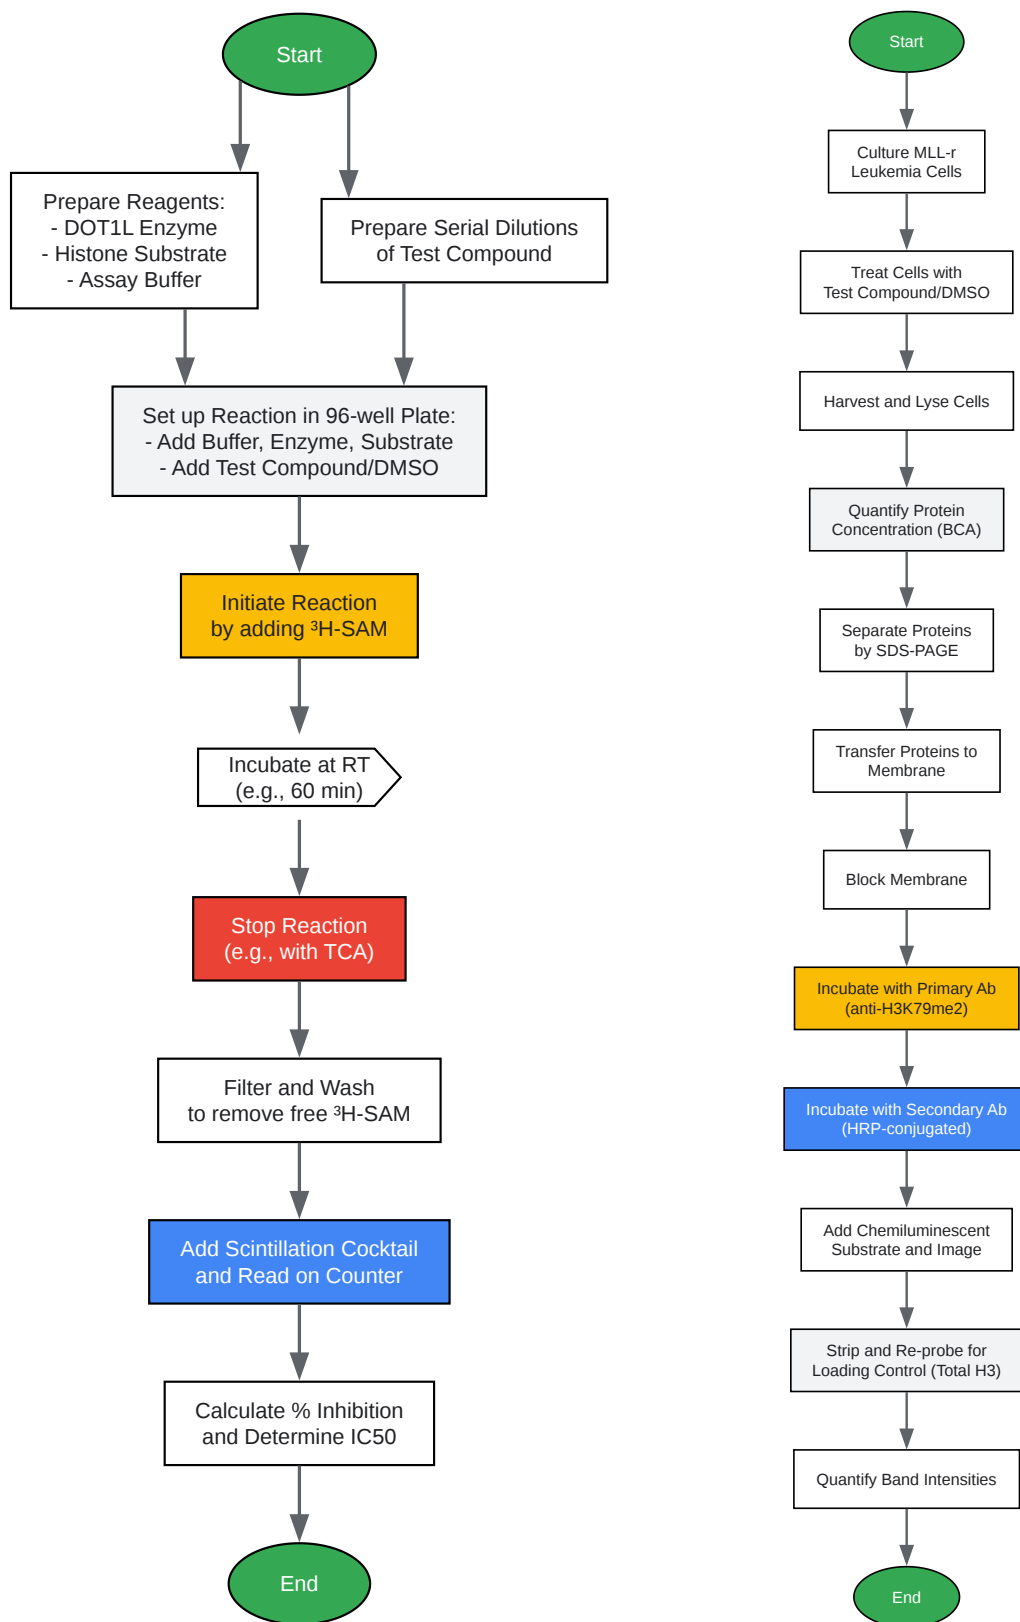 Start
Prepare Reagents:
- DOT1L Enzyme
- Histone Substrate
- Assay Buffer
Prepare Serial Dilutions
of Test Compound
Set up Reaction in 96-well Plate:
- Add Buffer, Enzyme, Substrate
- Add Test Compound/DMSO
Initiate Reaction
by adding ³H-SAM
Incubate at RT
(e.g., 60 min)
Stop Reaction
(e.g., with TCA)
Filter and Wash
to remove free ³H-SAM
Add Scintillation Cocktail
and Read on Counter
Calculate % Inhibition
and Determine IC50
End
Start
Culture MLL-r
Leukemia Cells
Treat Cells with
Test Compound/DMSO
Harvest and Lyse Cells
Quantify Protein
Concentration (BCA)
Separate Proteins
by SDS-PAGE
Transfer Proteins to
Membrane
Block Membrane
Incubate with Primary Ab
(anti-H3K79me2)
Incubate with Secondary Ab
(HRP-conjugated)
Add Chemiluminescent
Substrate and Image
Strip and Re-probe for
Loading Control (Total H3)
Quantify Band Intensities
End